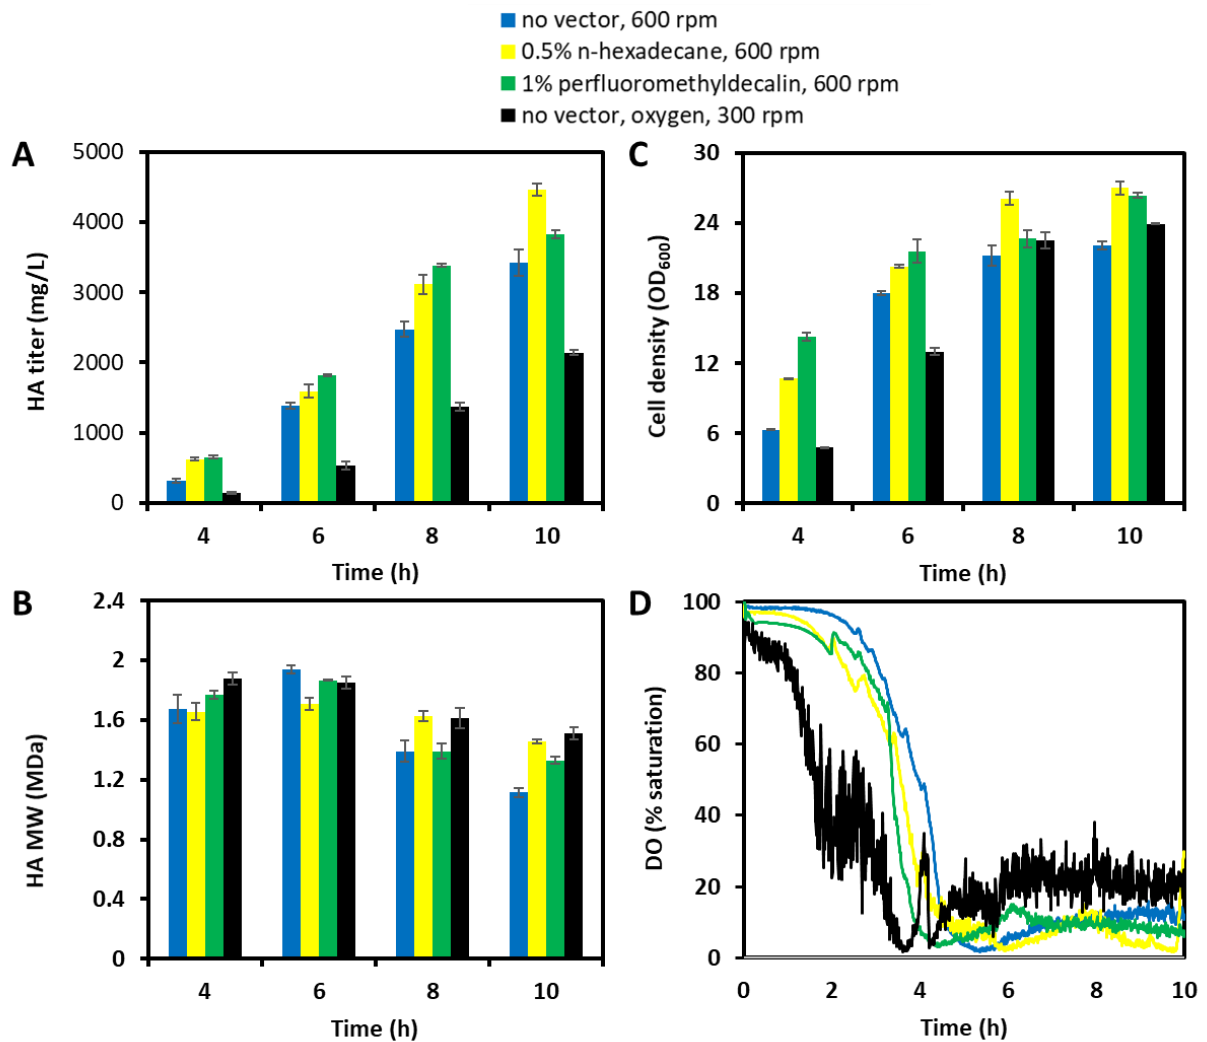 no vector, 600 rpm
0.5% n-hexadecane, 600 rpm
1% perfluoromethyldecalin, 600 rpm
no vector, oxygen, 300 rpm
A
5000
4000
3000
2000
1000
0
HA titer (mg/L)
4 6 8 10
Time (h)
C
30
24
18
12
6
0
Cell density (OD600)
4 6 8 10
Time (h)
B
2.4
2
1.6
1.2
0.8
0.4
0
HA MW (MDa)
4 6 8 10
Time (h)
D
100
80
60
40
20
0
DO (% saturation)
0 2 4 6 8 10
Time (h)